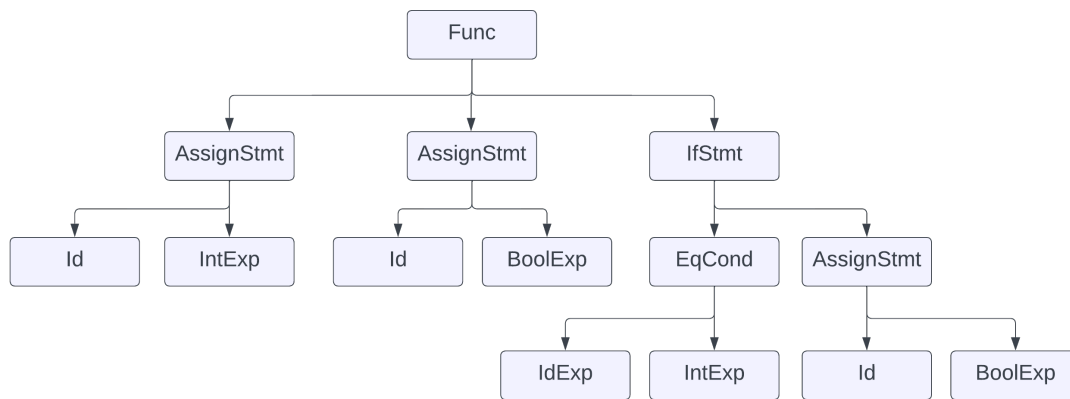 Func
AssignStmt
AssignStmt
IfStmt
Id
IntExp
Id
BoolExp
EqCond
AssignStmt
IdExp
IntExp
Id
BoolExp